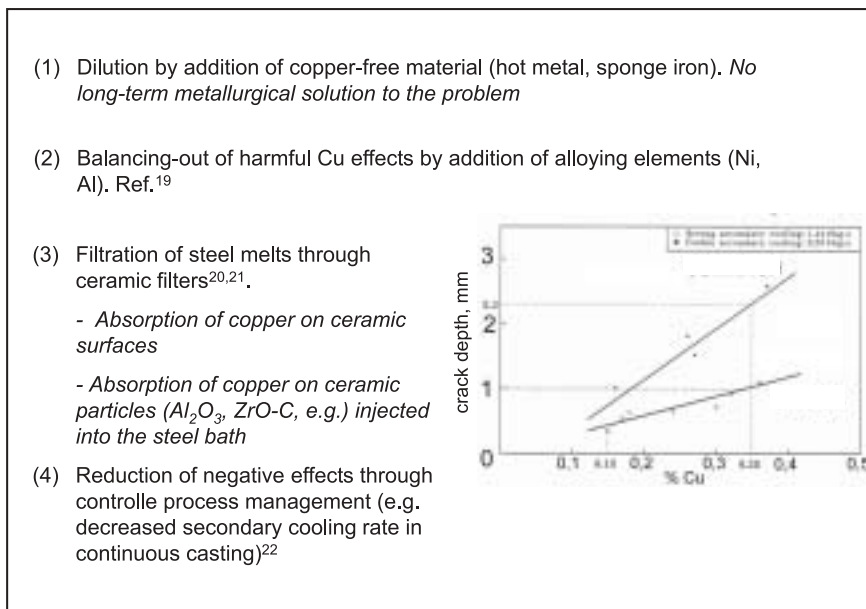 (1) Dilution by addition of copper-free material (hot metal, sponge iron). No
long-term metallurgical solution to the problem
(2) Balancing-out of harmful Cu effects by addition of alloying elements (Ni,
Al). Ref.19
(3) Filtration of steel melts through
ceramic filters20,21.
- Absorption of copper on ceramic
surfaces
- Absorption of copper on ceramic
particles (Al2O3, ZrO-C, e.g.) injected
into the steel bath
(4) Reduction of negative effects through
controlle process management (e.g.
decreased secondary cooling rate in
continuous casting)22
secondary cooling
secondary cooling
crack depth, mm
3
2
1
0
0,1
0,2
0,3
0,4
0,5
% Cu